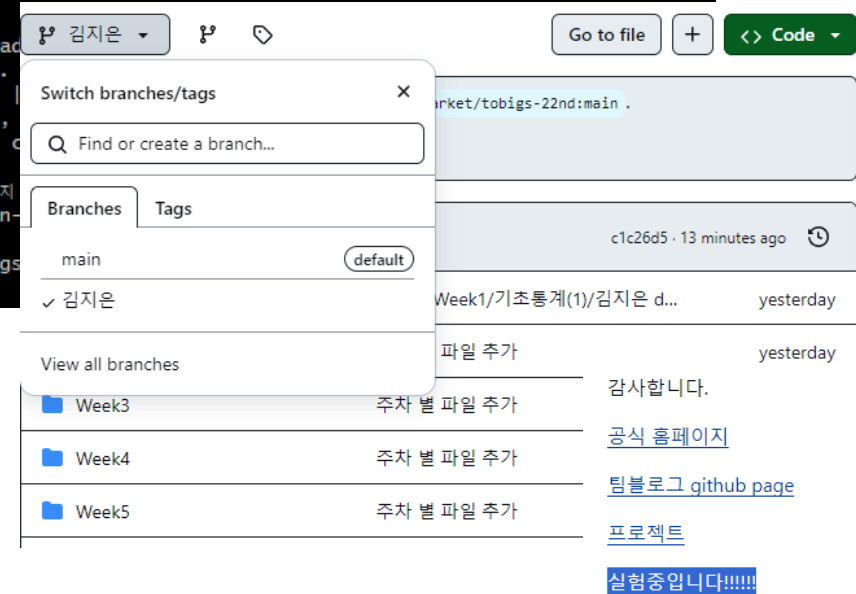 김지은
Go to file
+
<> Code
Switch branches/tags
Find or create a branch...
Branches
Tags
main
default
김지은
View all branches
arket/tobigs-22nd:main .
c1c26d5 · 13 minutes ago
Week1/기초통계(1)/김지은 d...
yesterday
파일 추가
yesterday
Week3
주차 별 파일 추가
Week4
주차 별 파일 추가
Week5
주차 별 파일 추가
감사합니다.
공식 홈페이지
팀블로그 github page
프로젝트
실험중입니다!!!!!!